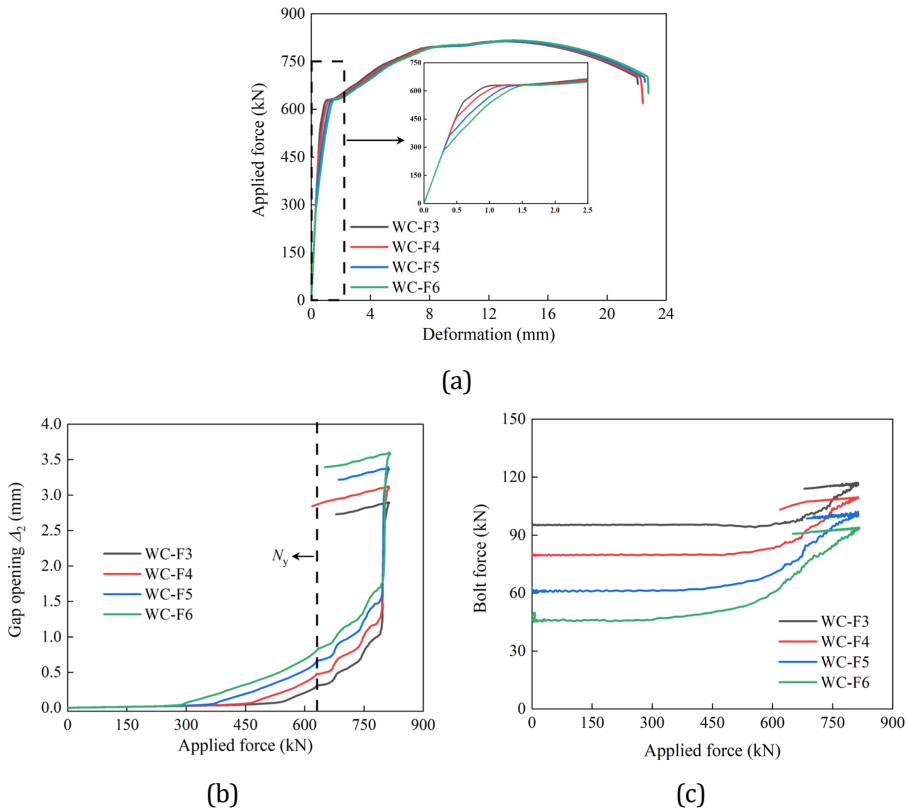 900
750
600
450
300
150
0
Applied force (kN)
750
600
450
300
150
0
0.0 0.5 1.0 1.5 2.0 2.5
WC-F3
WC-F4
WC-F5
WC-F6
0 4 8 12 16 20 24
Deformation (mm)
(a)
4.0
3.5
3.0
2.5
2.0
1.5
1.0
0.5
0.0
Gap opening Δ2 (mm)
Ny
WC-F3
WC-F4
WC-F5
WC-F6
0 150 300 450 600 750 900
Applied force (kN)
(b)
150
120
90
60
30
0
Bolt force (kN)
WC-F3
WC-F4
WC-F5
WC-F6
0 150 300 450 600 750 900
Applied force (kN)
(c)